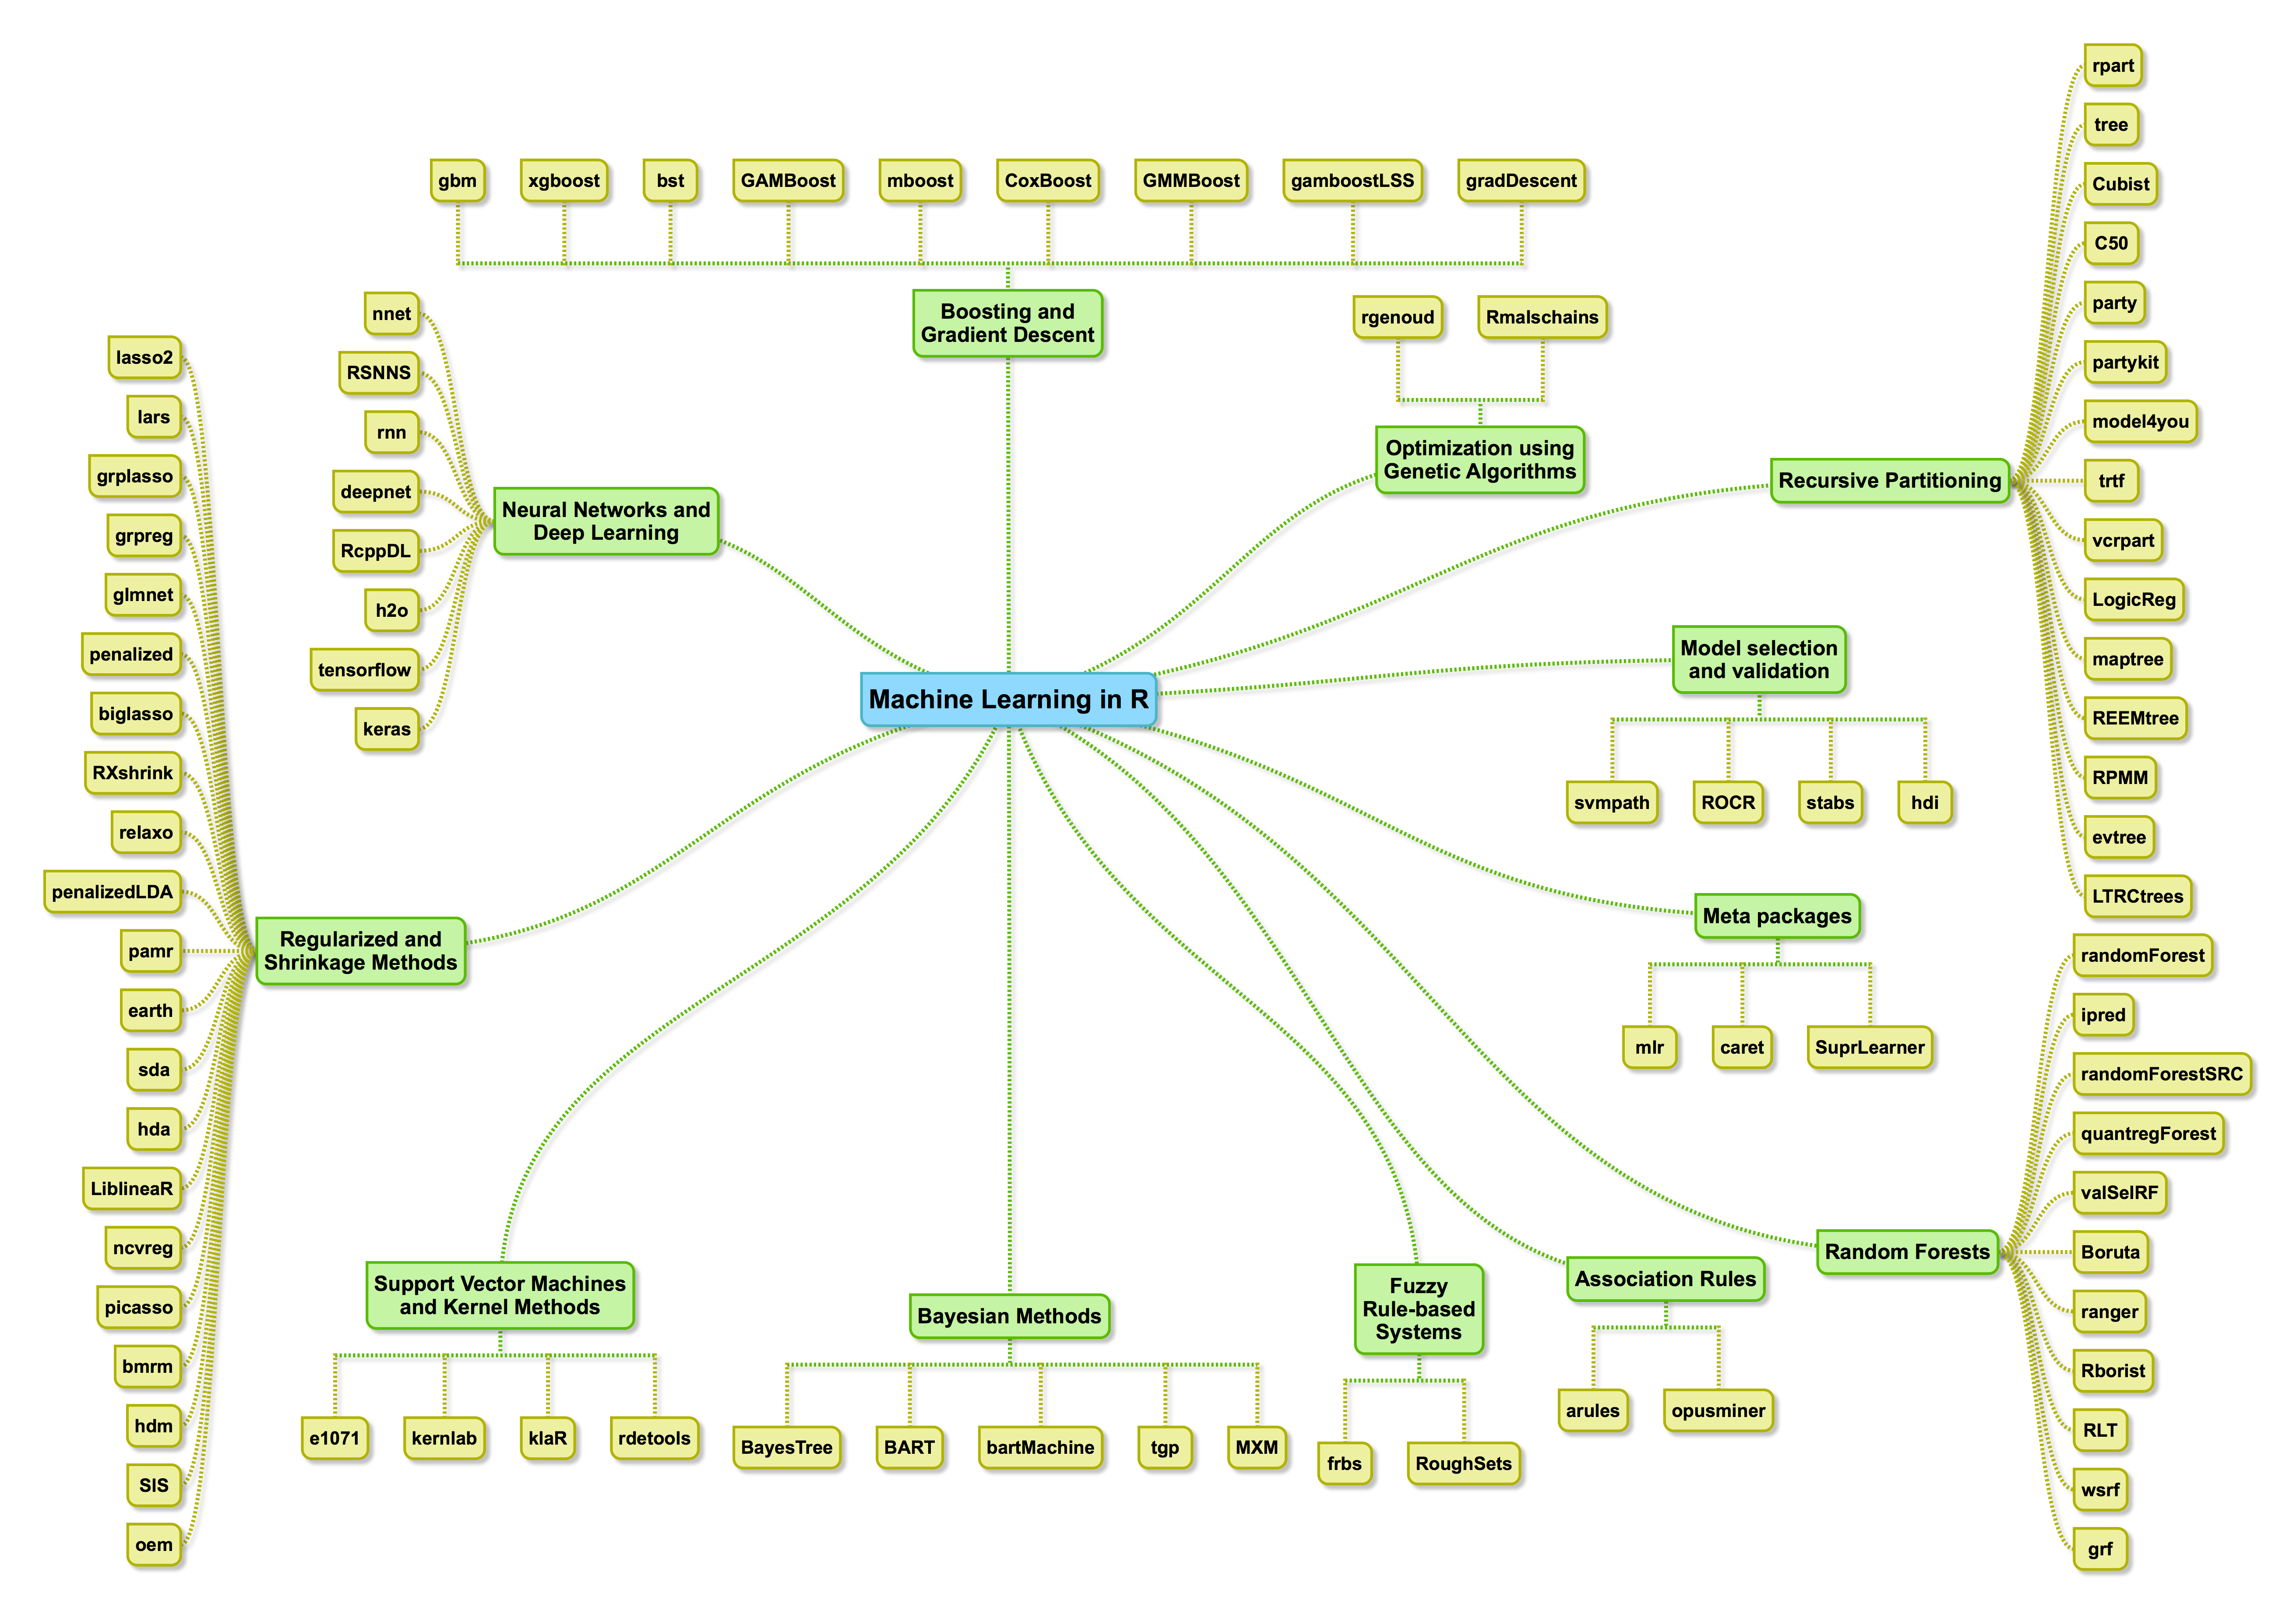 Machine Learning in R
Boosting and
Gradient Descent
gbm
xgboost
bst
GAMBoost
mboost
CoxBoost
GMMBoost
gamboostLSS
gradDescent
Optimization using
Genetic Algorithms
rgenoud
Rmalschains
Recursive Partitioning
rpart
tree
Cubist
C50
party
partykit
model4you
trtf
vcrpart
LogicReg
maptree
REEMtree
RPMM
evtree
LTRCtrees
Model selection
and validation
svmpath
ROCR
stabs
hdi
Meta packages
mlr
caret
SuprLearner
Random Forests
randomForest
ipred
randomForestSRC
quantregForest
valSelRF
Boruta
ranger
Rborist
RLT
wsrf
grf
Association Rules
arules
opusminer
Fuzzy
Rule-based
Systems
frbs
RoughSets
Bayesian Methods
BayesTree
BART
bartMachine
tgp
MXM
Support Vector Machines
and Kernel Methods
e1071
kernlab
klaR
rdetools
Regularized and
Shrinkage Methods
lasso2
lars
grplasso
grpreg
glmnet
penalized
biglasso
RXshrink
relaxo
penalizedLDA
pamr
earth
sda
hda
LiblineaR
ncvreg
picasso
bmrm
hdm
SIS
oem
Neural Networks and
Deep Learning
nnet
RSNNS
rnn
deepnet
RcppDL
h2o
tensorflow
keras